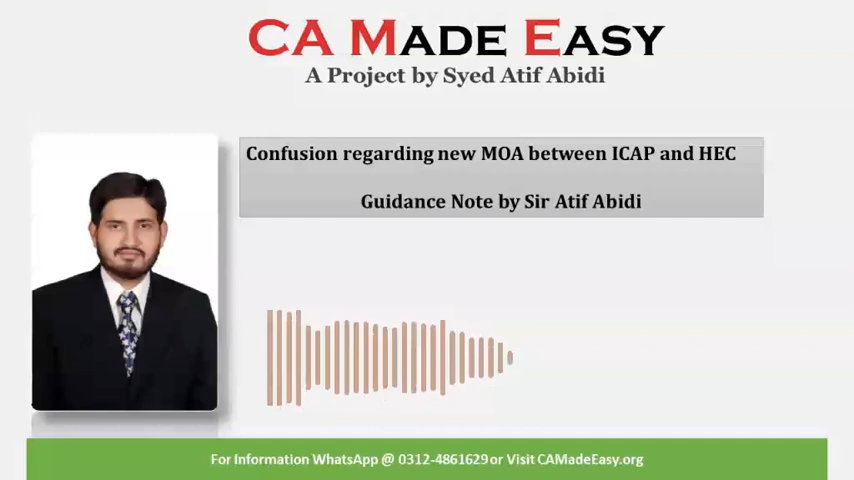 CA MADE EASY
A Project by Syed Atif Abidi
Confusion regarding new MOA between ICAP and HEC
Guidance Note by Sir Atif Abidi
For Information WhatsApp @ 0312-4861629 or Visit CAMadeEasy.org